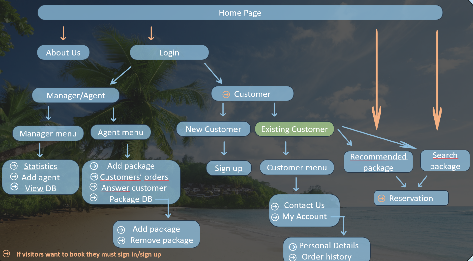 Home Page
About Us
Login
Manager/Agent
Customer
Manager menu
Agent menu
New Customer
Existing Customer
Statistics
Add agent
View DB
Add package
Customers' orders
Answer customer
Package DB
Sign up
Customer menu
Recommended
package
Search
package
Contact Us
My Account
Reservation
Add package
Remove package
Personal Details
Order history
If visitors want to book they must sign in/sign up